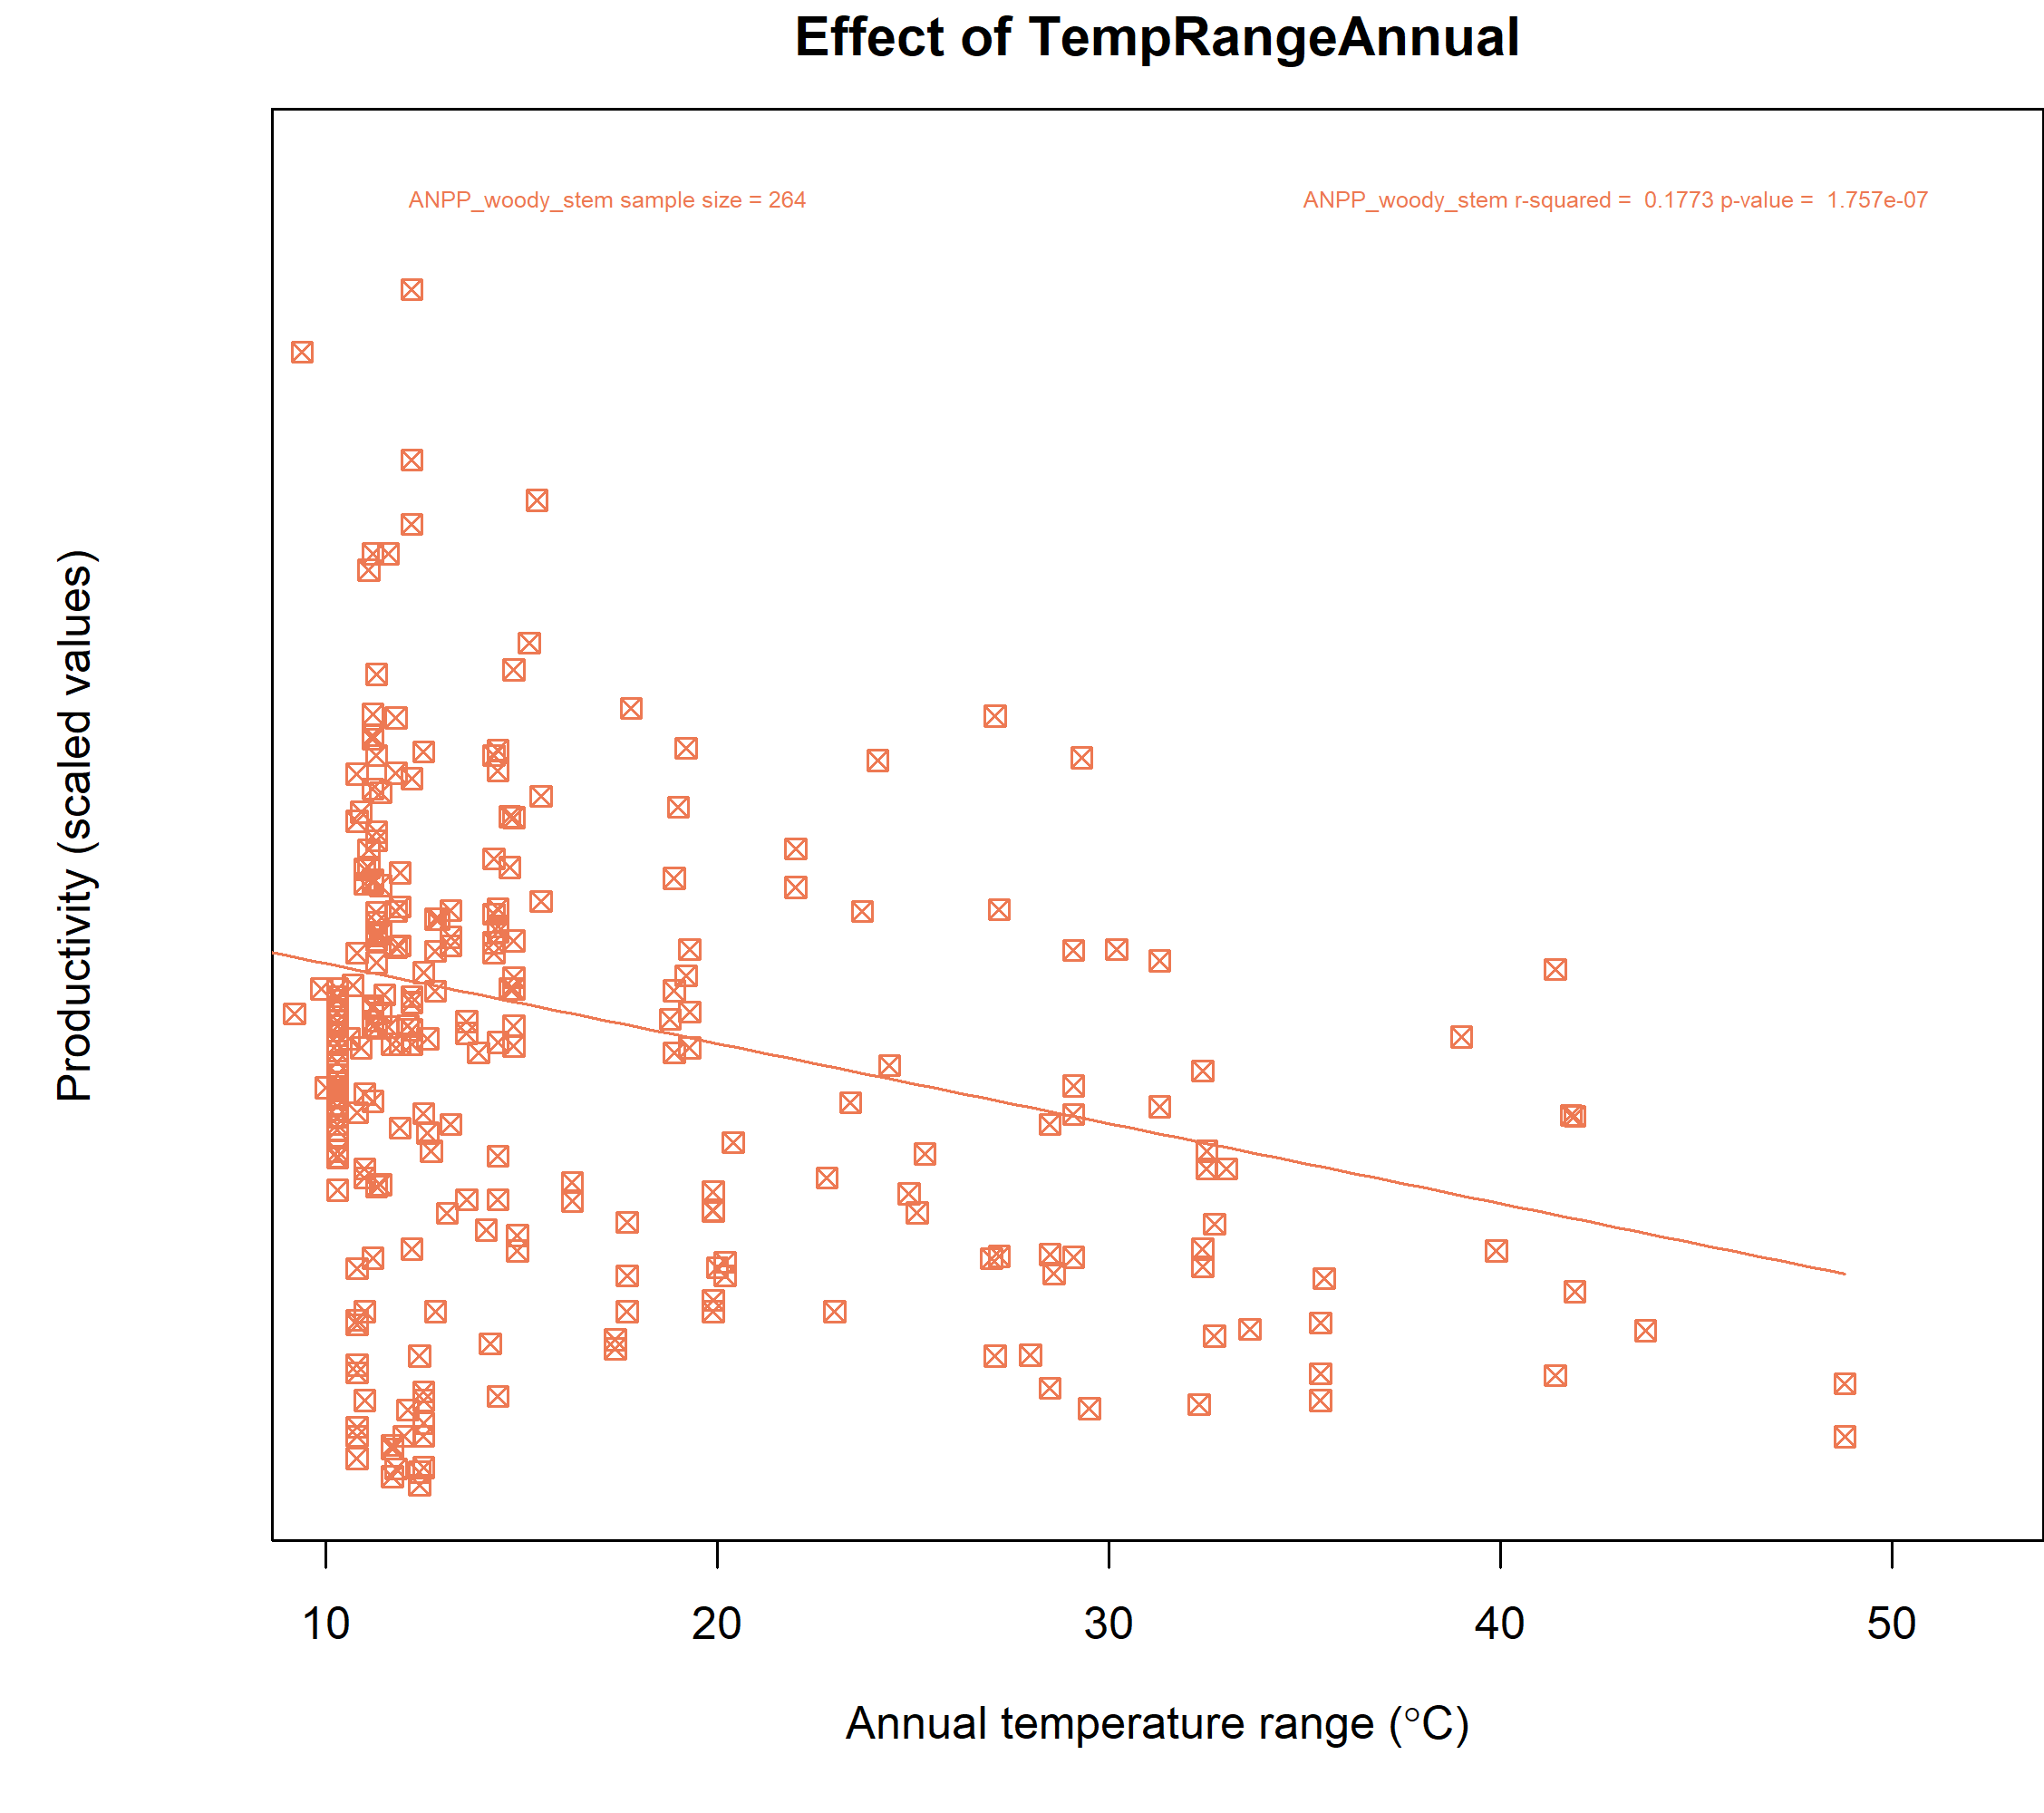 Effect of TempRangeAnnual
ANPP_woody_stem sample size = 264
ANPP_woody_stem r-squared =  0.1773 p-value =  1.757e-07
Productivity (scaled values)
10 20 30 40 50
Annual temperature range (°C)